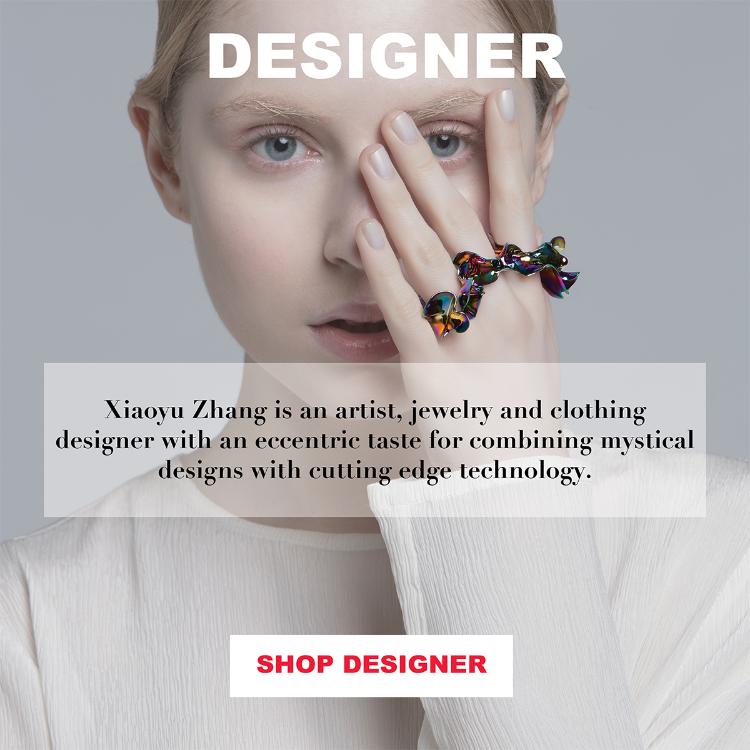 DESIGNER
Xiaoyu Zhang is an artist, jewelry and clothing
designer with an eccentric taste for combining mystical
designs with cutting edge technology.
SHOP DESIGNER